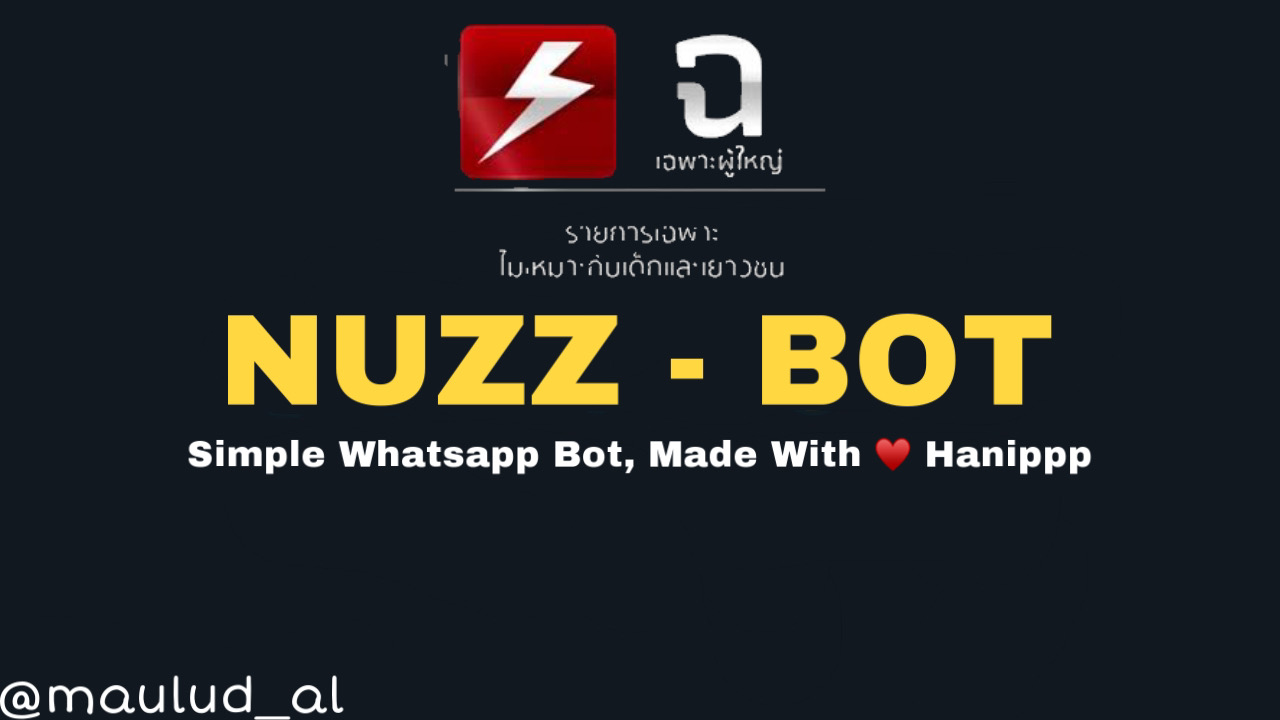 ฉ
เฉพาะผู้ใหญ่
รายการเฉพาะ
ไม่เหมาะกับเด็กและเยาวชน
NUZZ - BOT
Simple Whatsapp Bot, Made With ♥ Hanippp
@maulud_al